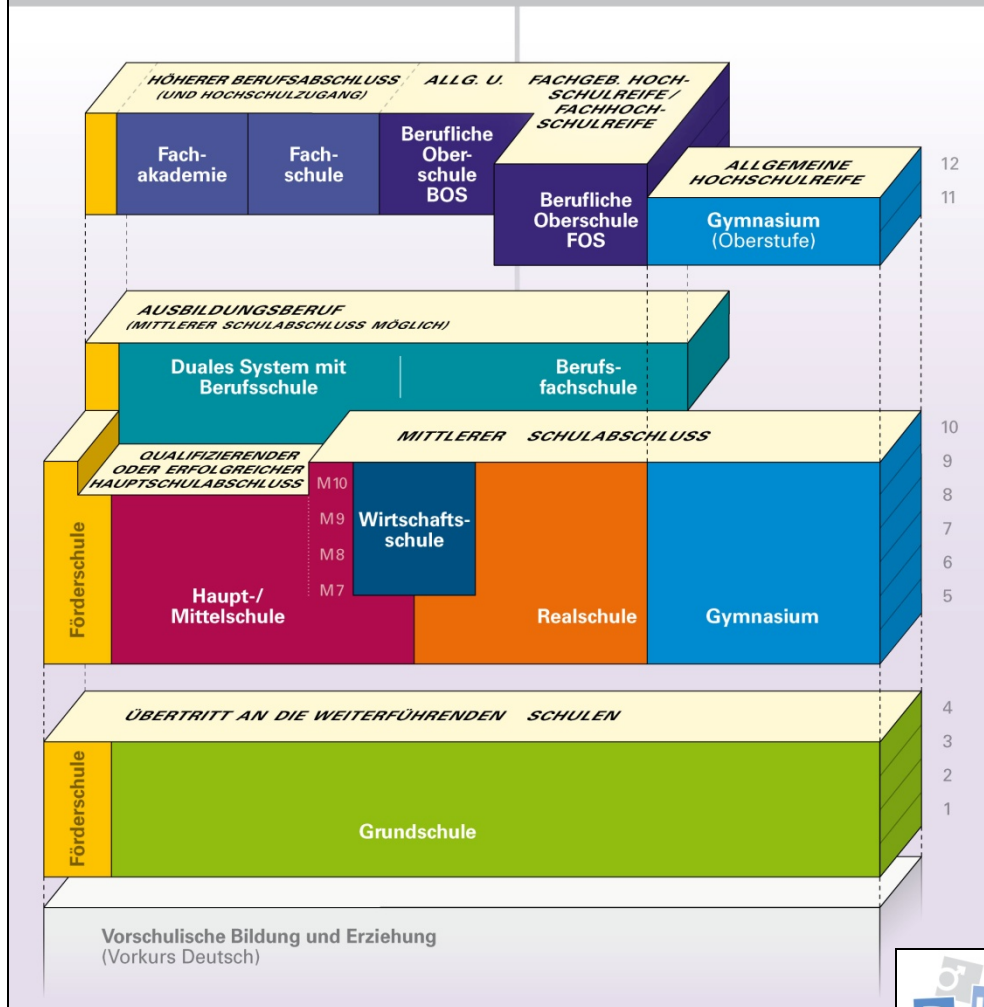 HÖHERER BERUFSABSCHLUSS
(UND HOCHSCHULZUGANG)
ALLG. U.
FACHGEB. HOCH-
SCHULREIFE/
FACHHOCH-
SCHULREIFE
Fach-
akademie
Fach-
schule
Berufliche
Ober-
schule
BOS
Berufliche
Oberschule
FOS
ALLGEMEINE
HOCHSCHULREIFE
Gymnasium
(Oberstufe)
12
11
AUSBILDUNGSBERUF
(MITTLERER SCHULABSCHLUSS MÖGLICH)
Duales System mit
Berufsschule
Berufs-
fachschule
QUALIFIZIERENDER
ODER ERFOLGREICHER
HAUPTSCHULABSCHLUSS
MITTLERER SCHULABSCHLUSS
Förderschule
Haupt-/
Mittelschule
M10
M9
M8
M7
Wirtschafts-
schule
Realschule
Gymnasium
10
9
8
7
6
5
ÜBERTRITT AN DIE WEITERFÜHRENDEN SCHULEN
Förderschule
Grundschule
4
3
2
1
Vorschulische Bildung und Erziehung
(Vorkurs Deutsch)